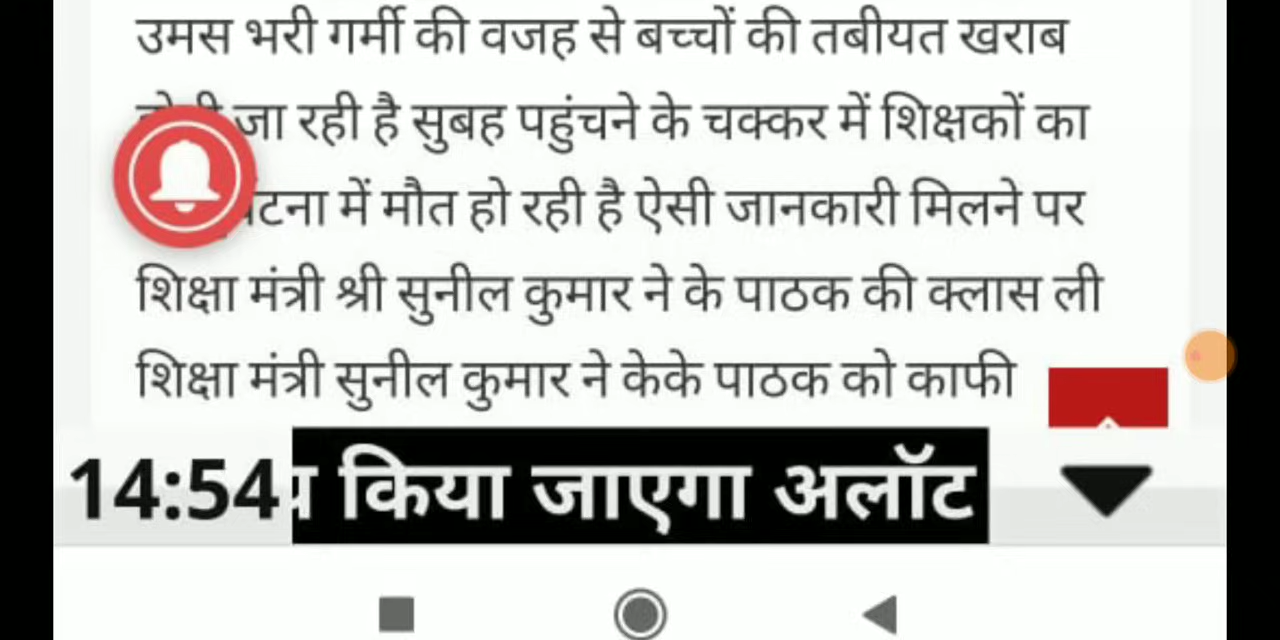 उमस भरी गर्मी की वजह से बच्चों की तबीयत खराब
जा रही है सुबह पहुंचने के चक्कर में शिक्षकों का
में मौत हो रही है ऐसी जानकारी मिलने पर
शिक्षा मंत्री श्री सुनील कुमार ने के पाठक की क्लास ली
शिक्षा मंत्री सुनील कुमार ने केके पाठक को काफी
14:54 किया जाएगा अलॉट